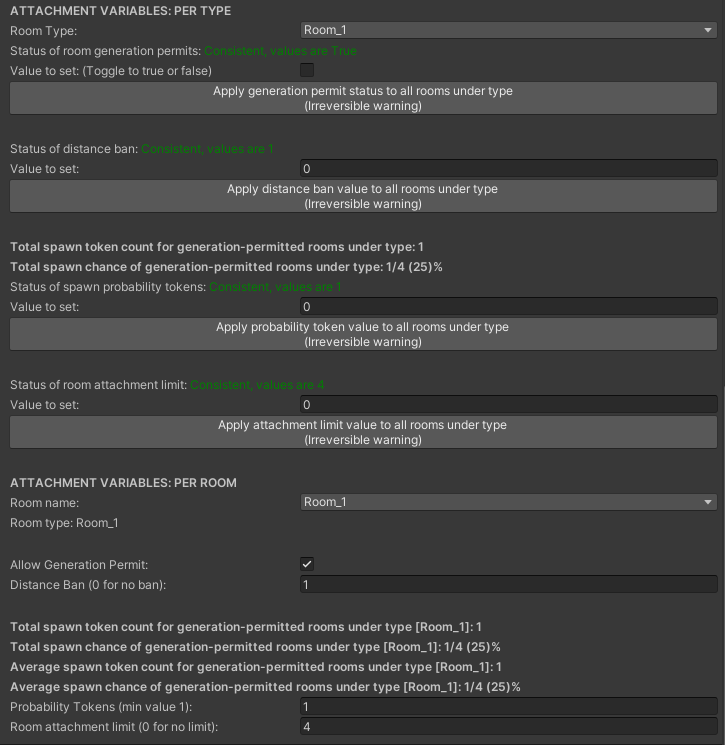 ATTACHMENT VARIABLES: PER TYPE
Room Type: Room_1
Status of room generation permits: Consistent, values are True
Value to set: (Toggle to true or false)
Apply generation permit status to all rooms under type
(Irreversible warning)
Status of distance ban: Consistent, values are 1
Value to set: 0
Apply distance ban value to all rooms under type
(Irreversible warning)
Total spawn token count for generation-permitted rooms under type: 1
Total spawn chance of generation-permitted rooms under type: 1/4 (25)%
Status of spawn probability tokens: Consistent, values are 1
Value to set: 0
Apply probability token value to all rooms under type
(Irreversible warning)
Status of room attachment limit: Consistent, values are 4
Value to set: 0
Apply attachment limit value to all rooms under type
(Irreversible warning)
ATTACHMENT VARIABLES: PER ROOM
Room name: Room_1
Room type: Room_1
Allow Generation Permit:
Distance Ban (0 for no ban): 1
Total spawn token count for generation-permitted rooms under type [Room_1]: 1
Total spawn chance of generation-permitted rooms under type [Room_1]: 1/4 (25)%
Average spawn token count for generation-permitted rooms under type [Room_1]: 1
Average spawn chance of generation-permitted rooms under type [Room_1]: 1/4 (25)%
Probability Tokens (min value 1): 1
Room attachment limit (0 for no limit): 4